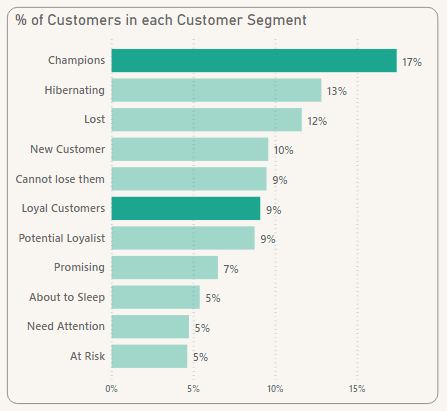 % of Customers in each Customer Segment
Champions 17%
Hibernating 13%
Lost 12%
New Customer 10%
Cannot lose them 9%
Loyal Customers 9%
Potential Loyalist 9%
Promising 7%
About to Sleep 5%
Need Attention 5%
At Risk 5%
0% 5% 10% 15%